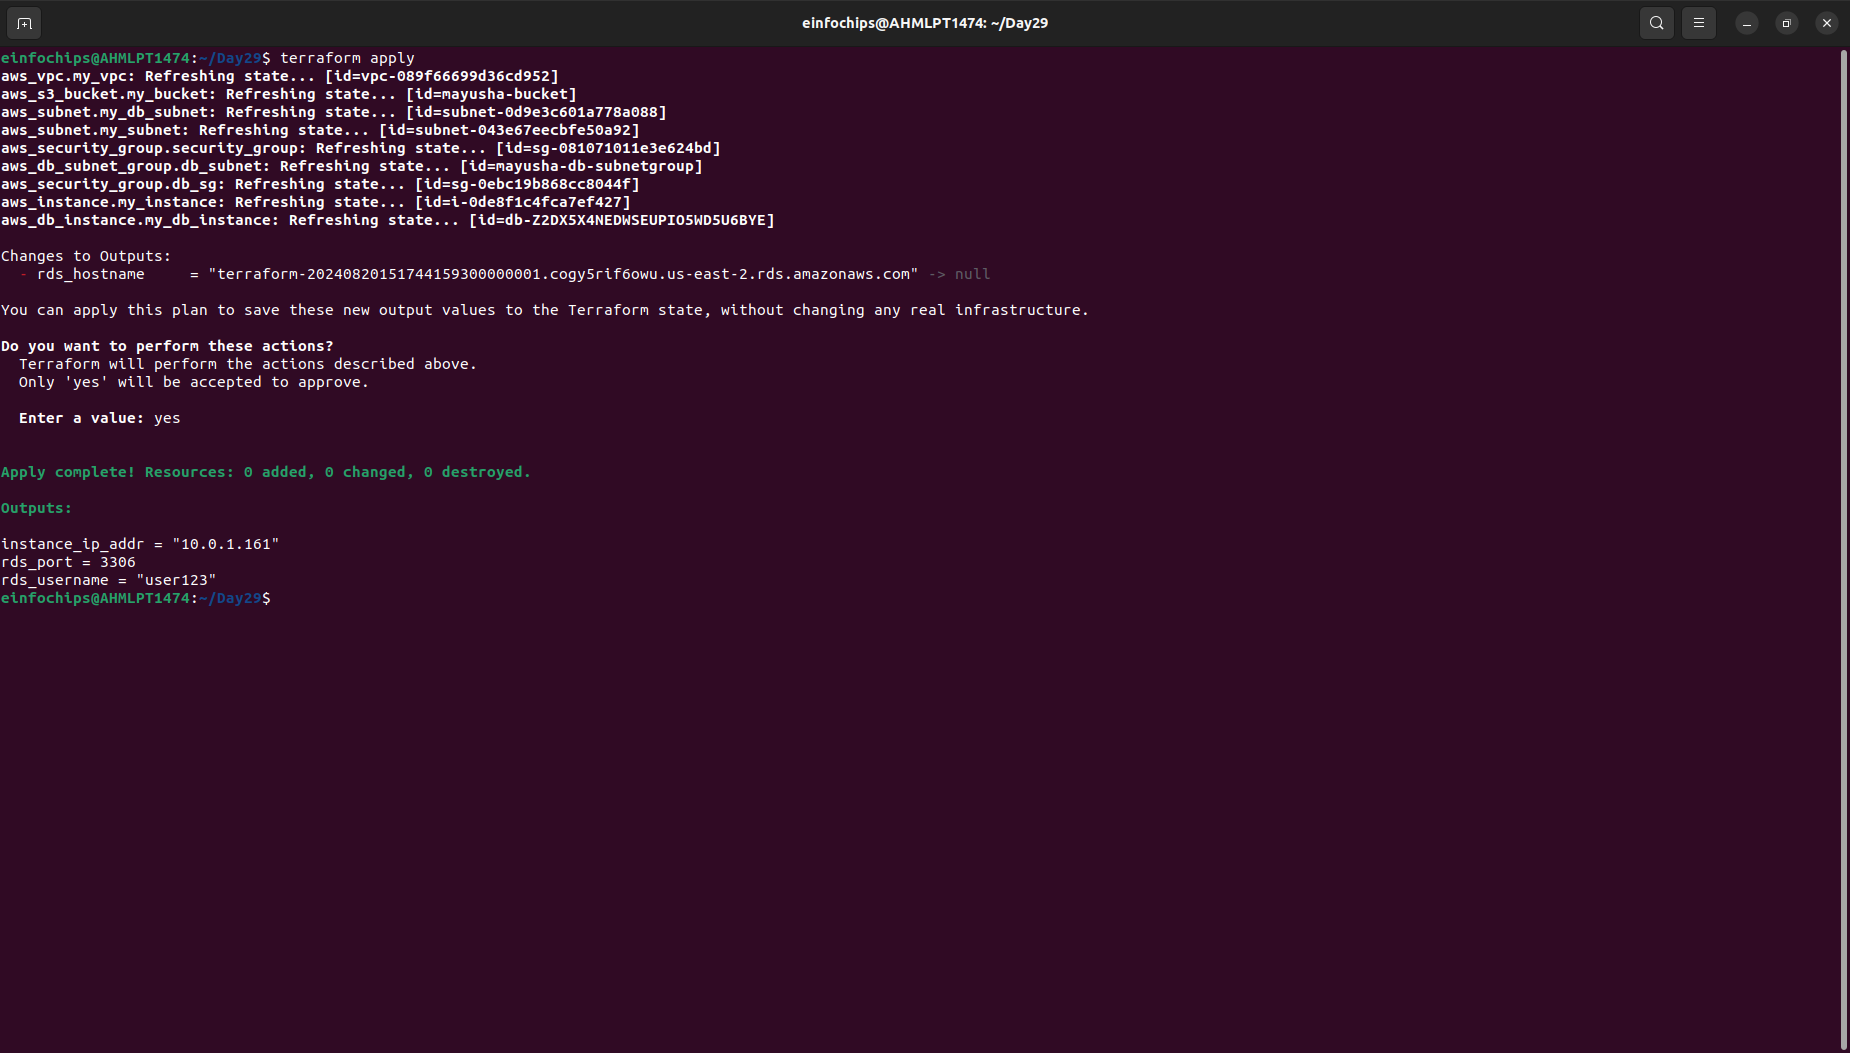 einfochips@AHMLPT1474: ~/Day29
einfochips@AHMLPT1474:~/Day29$ terraform apply
aws_vpc.my_vpc: Refreshing state... [id=vpc-089f66699d36cd952]
aws_s3_bucket.my_bucket: Refreshing state... [id=mayusha-bucket]
aws_subnet.my_db_subnet: Refreshing state... [id=subnet-0d9e3c601a778a088]
aws_subnet.my_subnet: Refreshing state... [id=subnet-043e67eecbfe50a92]
aws_security_group.security_group: Refreshing state... [id=sg-081071011e3e624bd]
aws_db_subnet_group.db_subnet: Refreshing state... [id=mayusha-db-subnetgroup]
aws_security_group.db_sg: Refreshing state... [id=sg-0ebc19b868cc8044f]
aws_instance.my_instance: Refreshing state... [id=i-0de8f1c4fca7ef427]
aws_db_instance.my_db_instance: Refreshing state... [id=db-Z2DX5X4NEDWSEUPIO5WD5U6BYE]
Changes to Outputs:
- rds_hostname = "terraform-20240820151744159300000001.cogy5rif6owu.us-east-2.rds.amazonaws.com" -> null
You can apply this plan to save these new output values to the Terraform state, without changing any real infrastructure.
Do you want to perform these actions?
Terraform will perform the actions described above.
Only 'yes' will be accepted to approve.
Enter a value: yes
Apply complete! Resources: 0 added, 0 changed, 0 destroyed.
Outputs:
instance_ip_addr = "10.0.1.161"
rds_port = 3306
rds_username = "user123"
einfochips@AHMLPT1474:~/Day29$